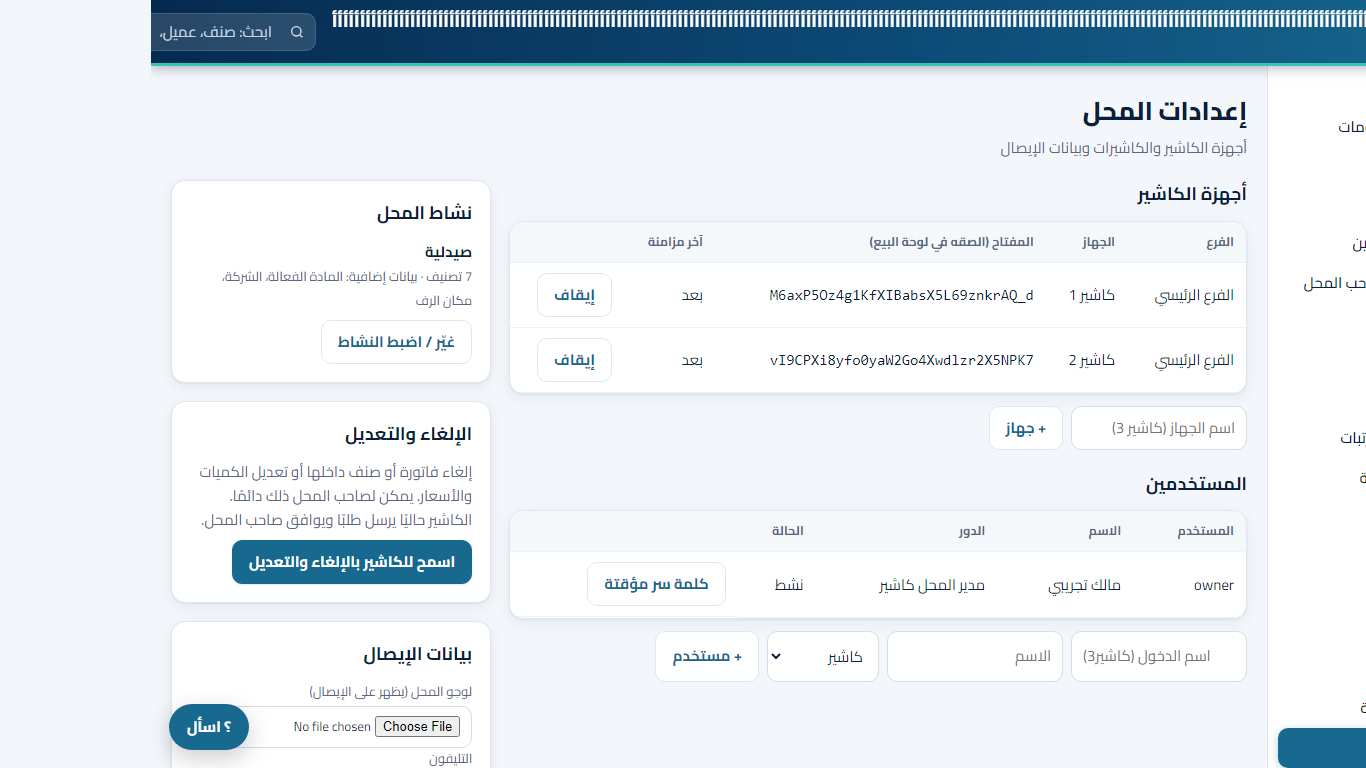 ابحث: صنف، عميل،
إعدادات المحل
أجهزة الكاشير والكاشيرات وبيانات الإيصال
أجهزة الكاشير
الفرع الجهاز المفتاح (الصقه في لوحة البيع) آخر مزامنة
الفرع الرئيسي كاشير 1 M6axP5Oz4g1KfXIBabsX5L69znkrAQ_d بعد إيقاف
الفرع الرئيسي كاشير 2 vI9CPXi8yfo0yaW2Go4Xwd1zr2X5NPK7 بعد إيقاف
اسم الجهاز (كاشير 3) + جهاز
المستخدمين
المستخدم الاسم الدور الحالة
owner مالك تجريبي مدير المحل كاشير نشط كلمة سر مؤقتة
اسم الدخول (كاشير3) الاسم كاشير + مستخدم
نشاط المحل
صيدلية
7 تصنيف · بيانات إضافية: المادة الفعالة، الشركة،
مكان الرف
غيّر / اضبط النشاط
الإلغاء والتعديل
إلغاء فاتورة أو صنف داخلها أو تعديل الكميات
والأسعار. يمكن لصاحب المحل ذلك دائمًا.
الكاشير حاليًا يرسل طلبًا ويوافق صاحب المحل.
اسمح للكاشير بالإلغاء والتعديل
بيانات الإيصال
لوجو المحل (يظهر على الإيصال)
Choose File No file chosen
التليفون
؟ اسأل